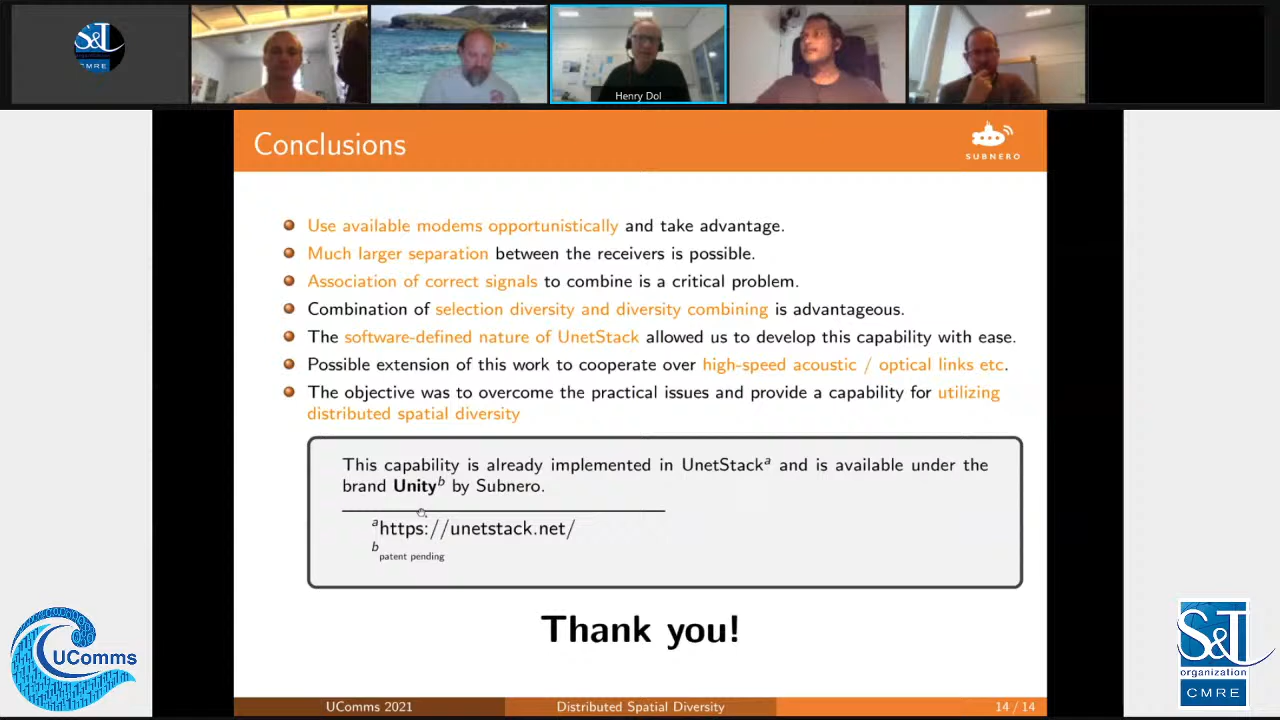 S&T
organization
CMRE
Henry Dol
Conclusions
SUBNERO
Use available modems opportunistically and take advantage.
Much larger separation between the receivers is possible.
Association of correct signals to combine is a critical problem.
Combination of selection diversity and diversity combining is advantageous.
The software-defined nature of UnetStack allowed us to develop this capability with ease.
Possible extension of this work to cooperate over high-speed acoustic / optical links etc.
The objective was to overcome the practical issues and provide a capability for utilizing
distributed spatial diversity
This capability is already implemented in UnetStackᵃ and is available under the
brand Unityᵇ by Subnero.
ᵃhttps://unetstack.net/
ᵇpatent pending
Thank you!
UComms
S&T
organization
CMRE
UComms 2021 Distributed Spatial Diversity 14 / 14